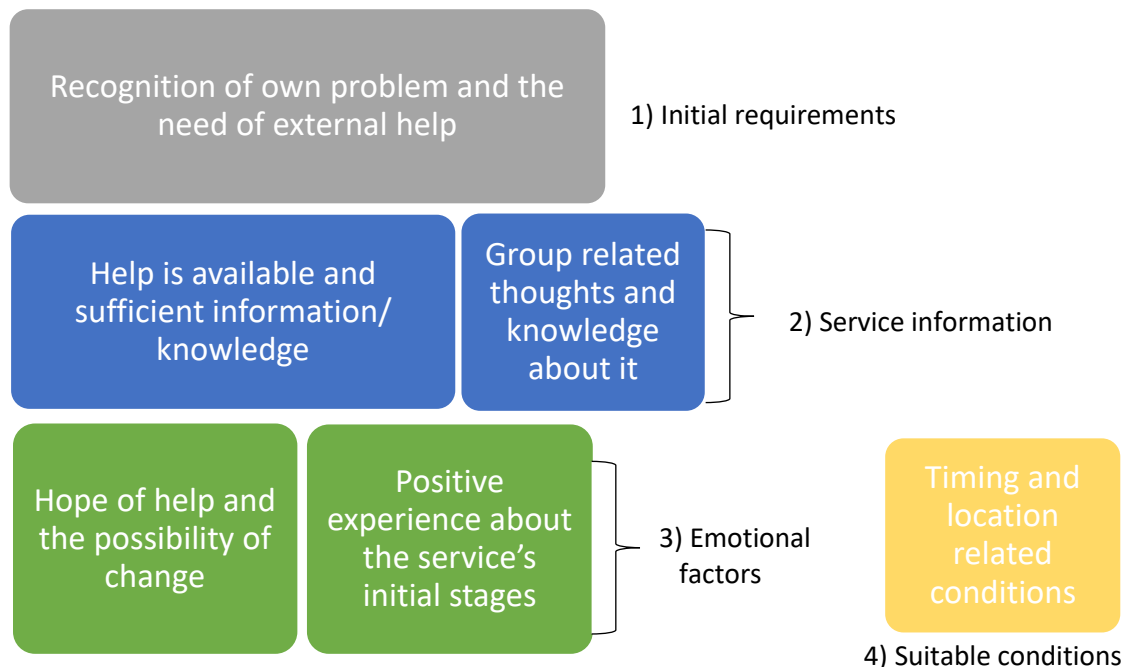 Recognition of own problem and the
need of external help
1) Initial requirements
Help is available and
sufficient information/
knowledge
Group related
thoughts and
knowledge
about it
2) Service information
Hope of help and
the possibility of
change
Positive
experience about
the service's
initial stages
3) Emotional
factors
Timing and
location
related
conditions
4) Suitable conditions